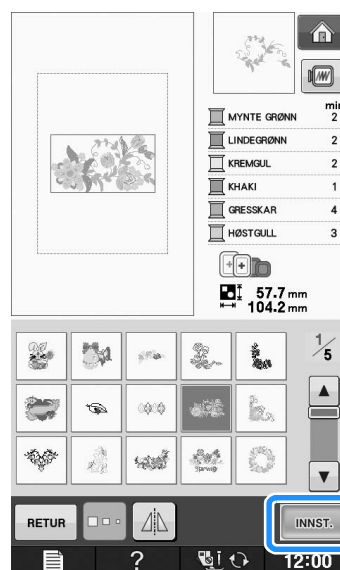 min
MYNTE GRØNN 2
LINDEGRØNN 2
KREMGUL 2
KHAKI 1
GRESSKAR 4
HØSTGULL 3
57.7 mm
104.2 mm
1/5
Spring
RETUR
INNST.
?
12:00